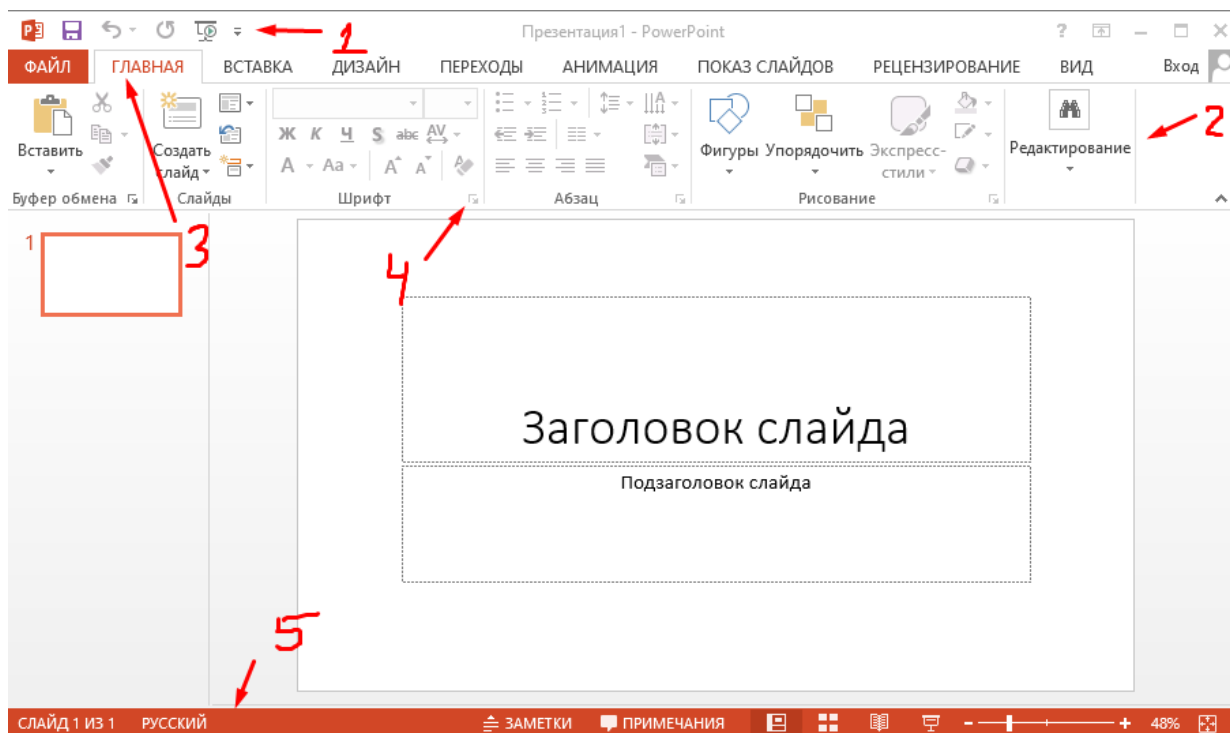 Презентация1 - PowerPoint ?
1
ФАЙЛ ГЛАВНАЯ ВСТАВКА ДИЗАЙН ПЕРЕХОДЫ АНИМАЦИЯ ПОКАЗ СЛАЙДОВ РЕЦЕНЗИРОВАНИЕ ВИД Вход
2
Ж К Ч S abc AV
Вставить Создать слайд А Aa A A Фигуры Упорядочить Экспресс-стили Редактирование
Буфер обмена Слайды Шрифт Абзац Рисование
1
3
4
Заголовок слайда
Подзаголовок слайда
5
СЛАЙД 1 ИЗ 1 РУССКИЙ ЗАМЕТКИ ПРИМЕЧАНИЯ - + 48%